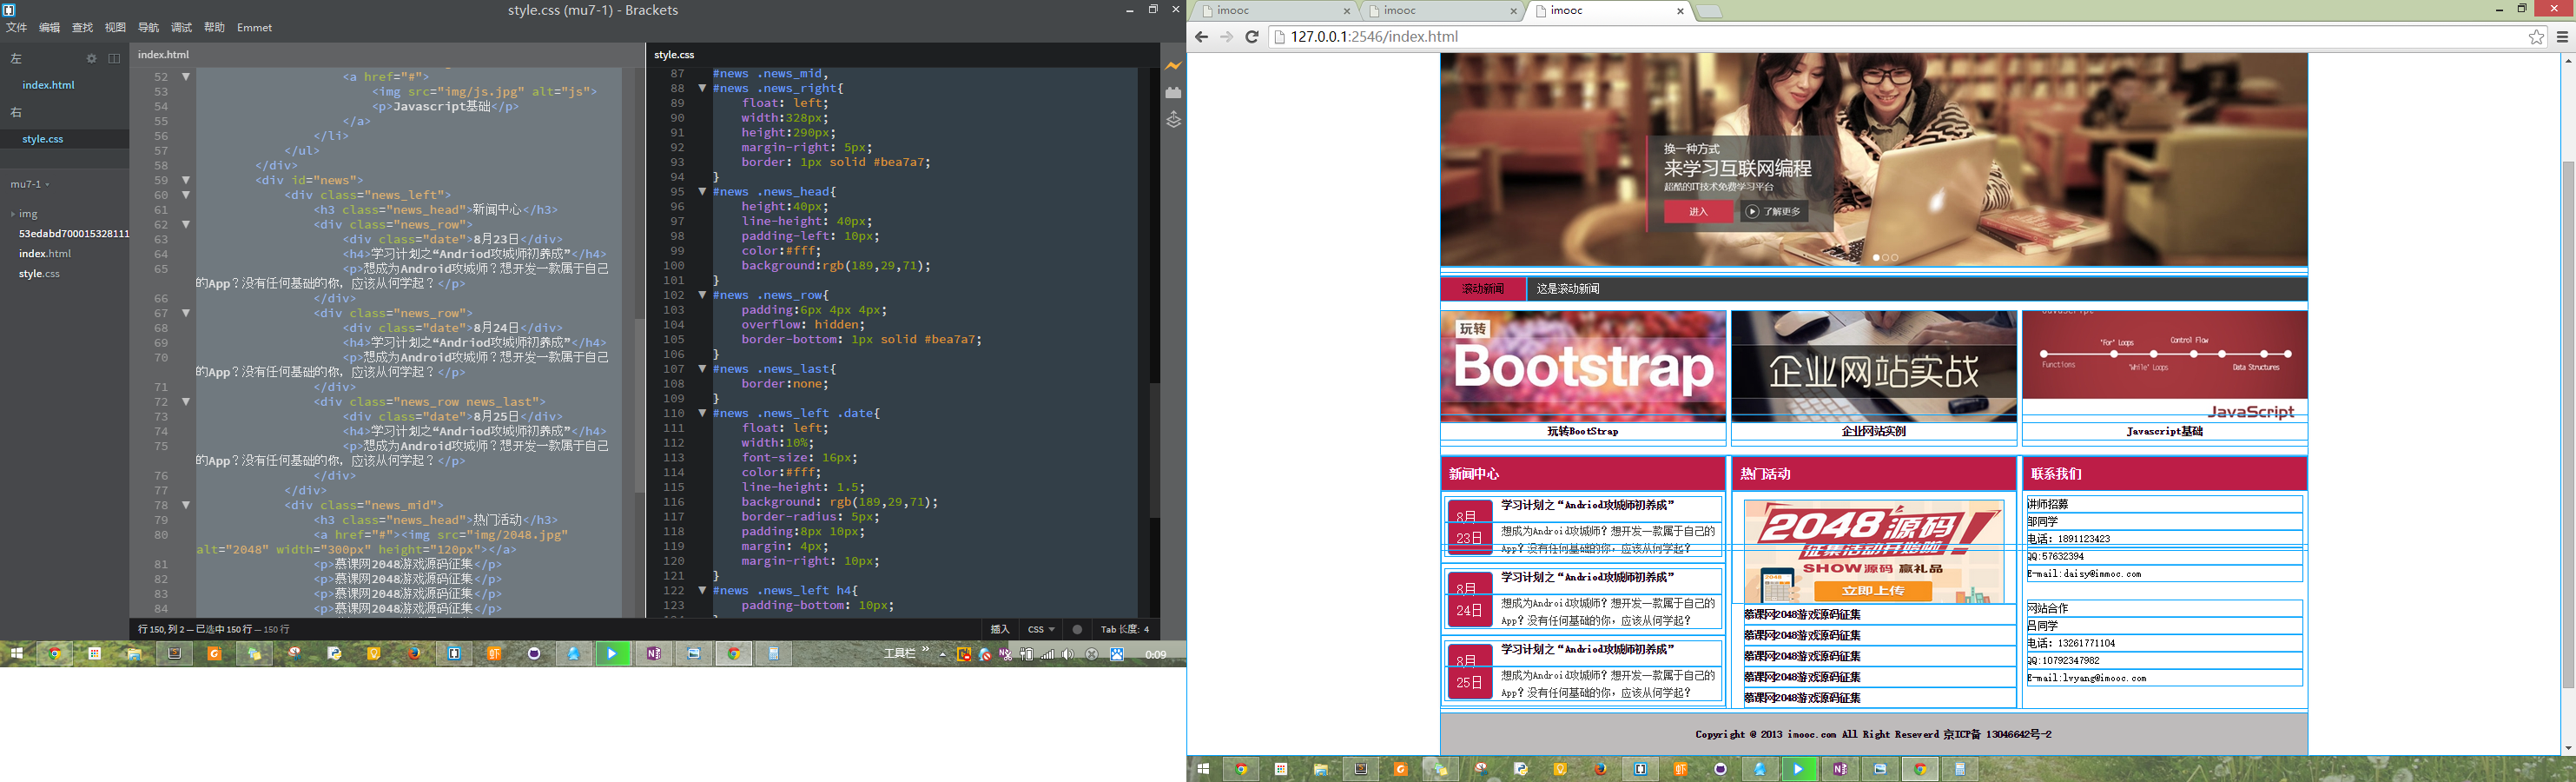 style.css (mu7-1) - Brackets
文件 编辑 查找 视图 导航 调试 帮助 Emmet
左
index.html
右
style.css
mu7-1
img
53edabd700015328111
index.html
style.css
index.html
52 <a href="#">
53 <img src="img/js.jpg" alt="js">
54 <p>Javascript基础</p>
55 </a>
56 </li>
57 </ul>
58 </div>
59 <div id="news">
60 <div class="news_left">
61 <h3 class="news_head">新闻中心</h3>
62 <div class="news_row">
63 <div class="date">8月23日</div>
64 <h4>学习计划之“Andriod攻城师初养成”</h4>
65 <p>想成为Android攻城师？想开发一款属于自己
的App？没有任何基础的你，应该从何学起？</p>
66 </div>
67 <div class="news_row">
68 <div class="date">8月24日</div>
69 <h4>学习计划之“Andriod攻城师初养成”</h4>
70 <p>想成为Android攻城师？想开发一款属于自己
的App？没有任何基础的你，应该从何学起？</p>
71 </div>
72 <div class="news_row news_last">
73 <div class="date">8月25日</div>
74 <h4>学习计划之“Andriod攻城师初养成”</h4>
75 <p>想成为Android攻城师？想开发一款属于自己
的App？没有任何基础的你，应该从何学起？</p>
76 </div>
77 </div>
78 <div class="news_mid">
79 <h3 class="news_head">热门活动</h3>
80 <a href="#"><img src="img/2048.jpg"
alt="2048" width="300px" height="120px"></a>
81 <p>慕课网2048游戏源码征集</p>
82 <p>慕课网2048游戏源码征集</p>
83 <p>慕课网2048游戏源码征集</p>
84 <p>慕课网2048游戏源码征集</p>
style.css
87 #news .news_mid,
88 #news .news_right{
89 float: left;
90 width:328px;
91 height:290px;
92 margin-right: 5px;
93 border: 1px solid #bea7a7;
94 }
95 #news .news_head{
96 height:40px;
97 line-height: 40px;
98 padding-left: 10px;
99 color:#fff;
100 background:rgb(189,29,71);
101 }
102 #news .news_row{
103 padding:6px 4px 4px;
104 overflow: hidden;
105 border-bottom: 1px solid #bea7a7;
106 }
107 #news .news_last{
108 border:none;
109 }
110 #news .news_left .date{
111 float: left;
112 width:10%;
113 font-size: 16px;
114 color:#fff;
115 line-height: 1.5;
116 background: rgb(189,29,71);
117 border-radius: 5px;
118 padding:8px 10px;
119 margin: 4px;
120 margin-right: 10px;
121 }
122 #news .news_left h4{
123 padding-bottom: 10px;
行 150, 列 2 — 已选中 150 行 — 150 行
插入 CSS Tab 长度: 4
工具栏 0:09
imooc imooc imooc
127.0.0.1:2546/index.html
换一种方式
来学习互联网编程
超酷的IT技术免费学习平台
进入 了解更多
滚动新闻 这是滚动新闻
玩转
Bootstrap
玩转BootStrap
企业网站实战
企业网站实例
"For" Loops Control Flow
Functions "While" Loops Data Structures
JavaScript
Javascript基础
新闻中心
8月
23日
学习计划之“Andriod攻城师初养成”
想成为Android攻城师？想开发一款属于自己的
App？没有任何基础的你，应该从何学起？
8月
24日
学习计划之“Andriod攻城师初养成”
想成为Android攻城师？想开发一款属于自己的
App？没有任何基础的你，应该从何学起？
8月
25日
学习计划之“Andriod攻城师初养成”
想成为Android攻城师？想开发一款属于自己的
App？没有任何基础的你，应该从何学起？
热门活动
2048源码
征集活动开始啦
SHOW源码 赢礼品
立即上传
慕课网2048游戏源码征集
慕课网2048游戏源码征集
慕课网2048游戏源码征集
慕课网2048游戏源码征集
慕课网2048游戏源码征集
联系我们
讲师招募
邹同学
电话：1891123423
QQ:57632394
E-mail:daisy@immoc.com
网站合作
吕同学
电话：13261771104
QQ:10792347982
E-mail:lvyang@imooc.com
Copyright @ 2013 imooc.com All Right Reseverd 京ICP备 13046642号-2